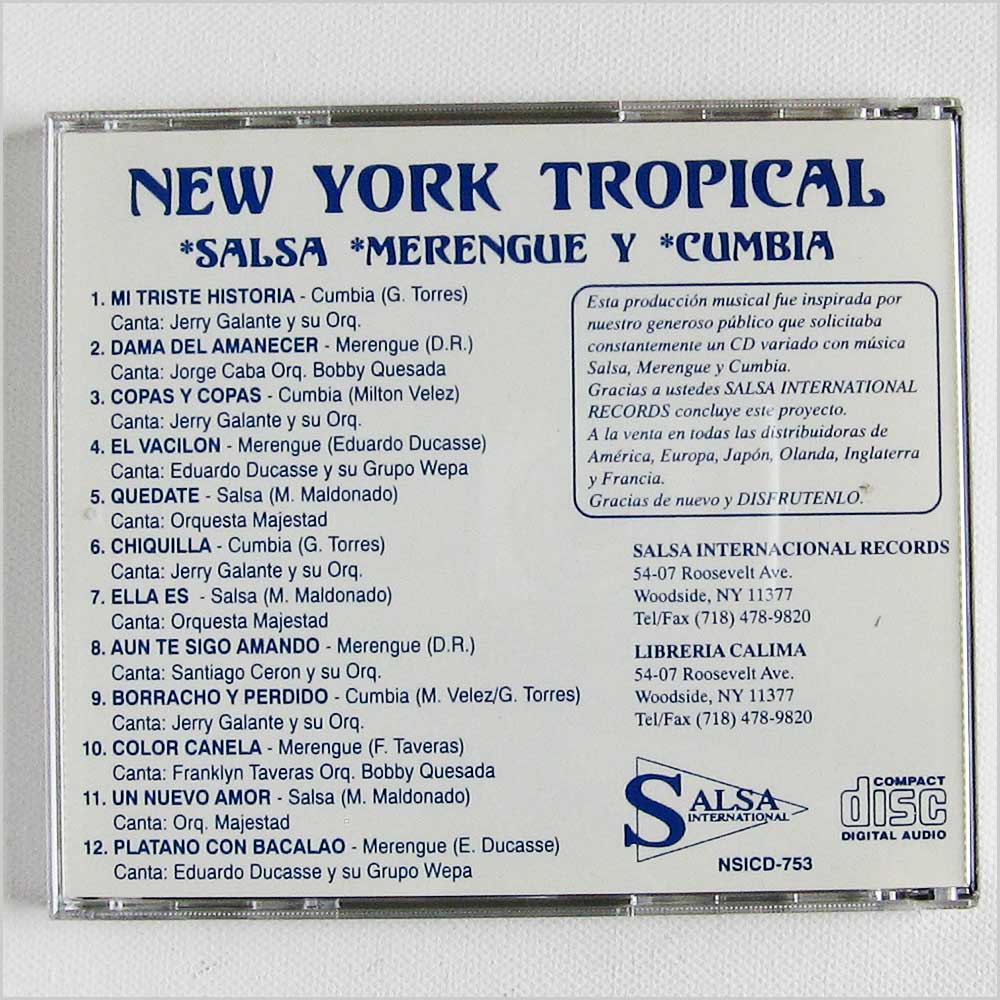 NEW YORK TROPICAL
*SALSA *MERENGUE Y *CUMBIA
1. MI TRISTE HISTORIA - Cumbia (G. Torres)
Canta: Jerry Galante y su Orq.
2. DAMA DEL AMANECER - Merengue (D.R.)
Canta: Jorge Caba Orq. Bobby Quesada
3. COPAS Y COPAS - Cumbia (Milton Velez)
Canta: Jerry Galante y su Orq.
4. EL VACILON - Merengue (Eduardo Ducasse)
Canta: Eduardo Ducasse y su Grupo Wepa
5. QUEDATE - Salsa (M. Maldonado)
Canta: Orquesta Majestad
6. CHIQUILLA - Cumbia (G. Torres)
Canta: Jerry Galante y su Orq.
7. ELLA ES - Salsa (M. Maldonado)
Canta: Orquesta Majestad
8. AUN TE SIGO AMANDO - Merengue (D.R.)
Canta: Santiago Ceron y su Orq.
9. BORRACHO Y PERDIDO - Cumbia (M. Velez/G. Torres)
Canta: Jerry Galante y su Orq.
10. COLOR CANELA - Merengue (F. Taveras)
Canta: Franklyn Taveras Orq. Bobby Quesada
11. UN NUEVO AMOR - Salsa (M. Maldonado)
Canta: Orq. Majestad
12. PLATANO CON BACALAO - Merengue (E. Ducasse)
Canta: Eduardo Ducasse y su Grupo Wepa
Esta producción musical fue inspirada por
nuestro generoso público que solicitaba
constantemente un CD variado con música
Salsa, Merengue y Cumbia.
Gracias a ustedes SALSA INTERNATIONAL
RECORDS concluye este proyecto.
A la venta en todas las distribuidoras de
América, Europa, Japón, Olanda, Inglaterra
y Francia.
Gracias de nuevo y DISFRUTENLO.
SALSA INTERNACIONAL RECORDS
54-07 Roosevelt Ave.
Woodside, NY 11377
Tel/Fax (718) 478-9820
LIBRERIA CALIMA
54-07 Roosevelt Ave.
Woodside, NY 11377
Tel/Fax (718) 478-9820
SALSA
INTERNATIONAL
NSICD-753
COMPACT
disc
DIGITAL AUDIO